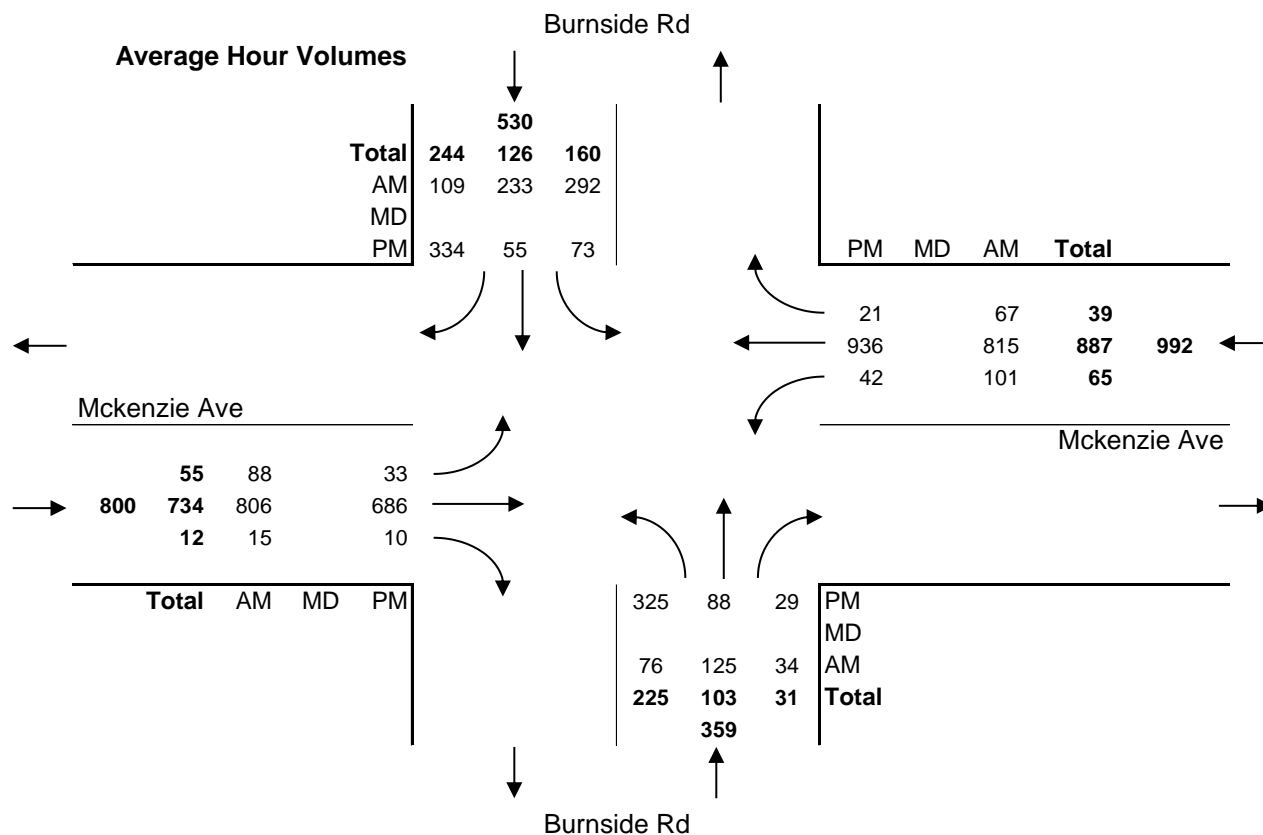 Burnside Rd
Average Hour Volumes
530
Total 244 126 160
AM 109 233 292
MD
PM 334 55 73
PM MD AM Total
21 67 39
936 815 887 992
42 101 65
Mckenzie Ave
Mckenzie Ave
55 88 33
800 734 806 686
12 15 10
Total AM MD PM
325 88 29 PM
MD
76 125 34 AM
225 103 31 Total
359
Burnside Rd